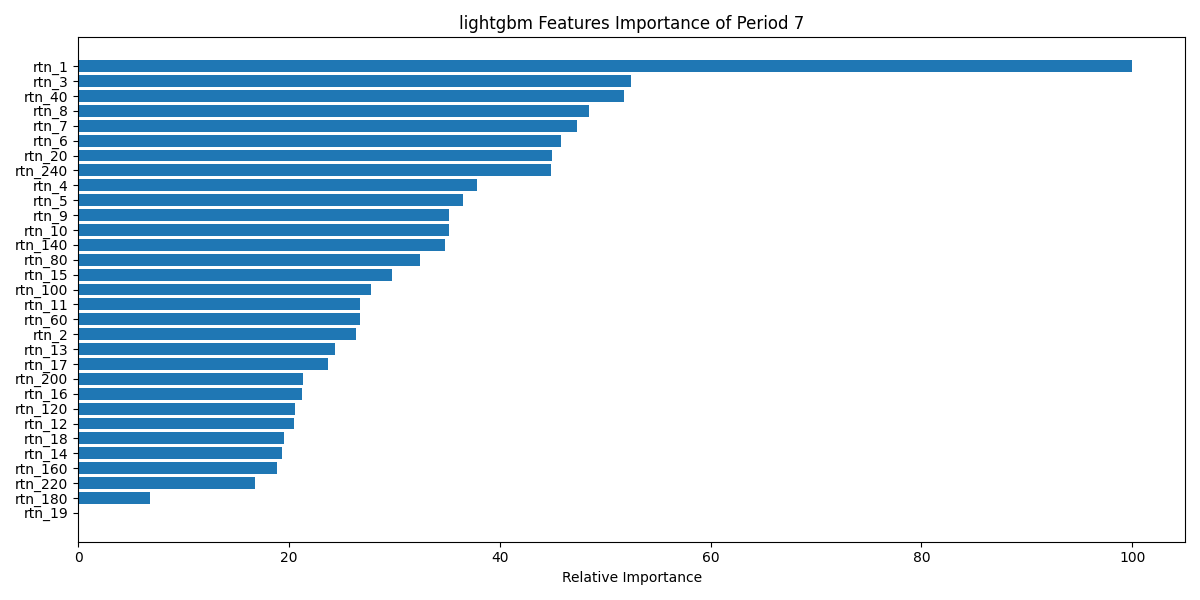 lightgbm Features Importance of Period 7
rtn_1
rtn_3
rtn_40
rtn_8
rtn_7
rtn_6
rtn_20
rtn_240
rtn_4
rtn_5
rtn_9
rtn_10
rtn_140
rtn_80
rtn_15
rtn_100
rtn_11
rtn_60
rtn_2
rtn_13
rtn_17
rtn_200
rtn_16
rtn_120
rtn_12
rtn_18
rtn_14
rtn_160
rtn_220
rtn_180
rtn_19
0 20 40 60 80 100
Relative Importance